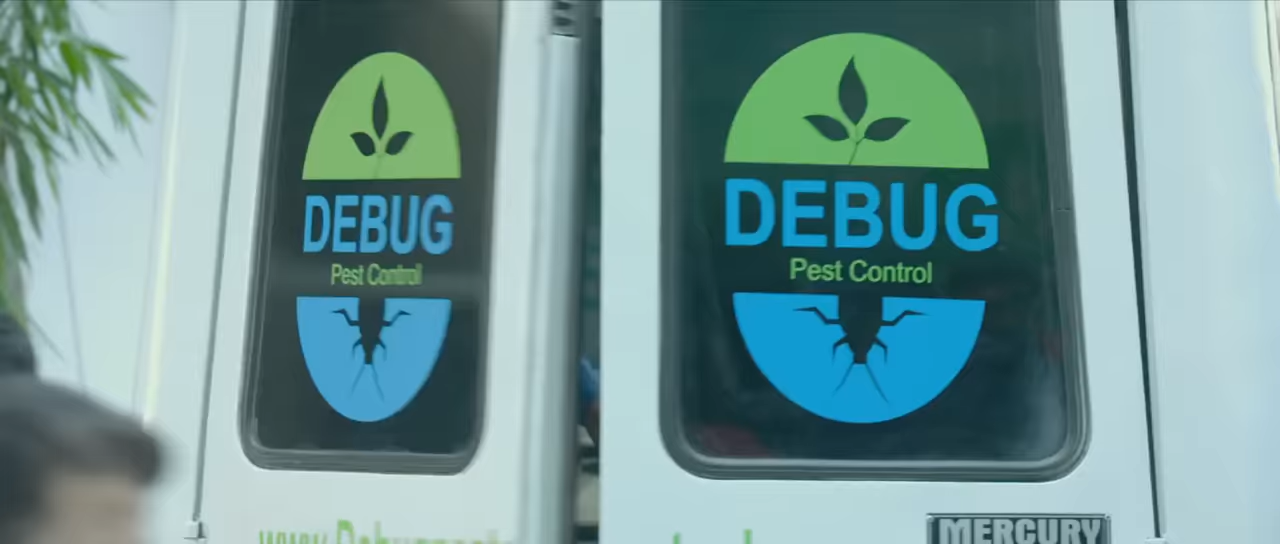 DEBUG
Pest Control
DEBUG
Pest Control
MERCURY